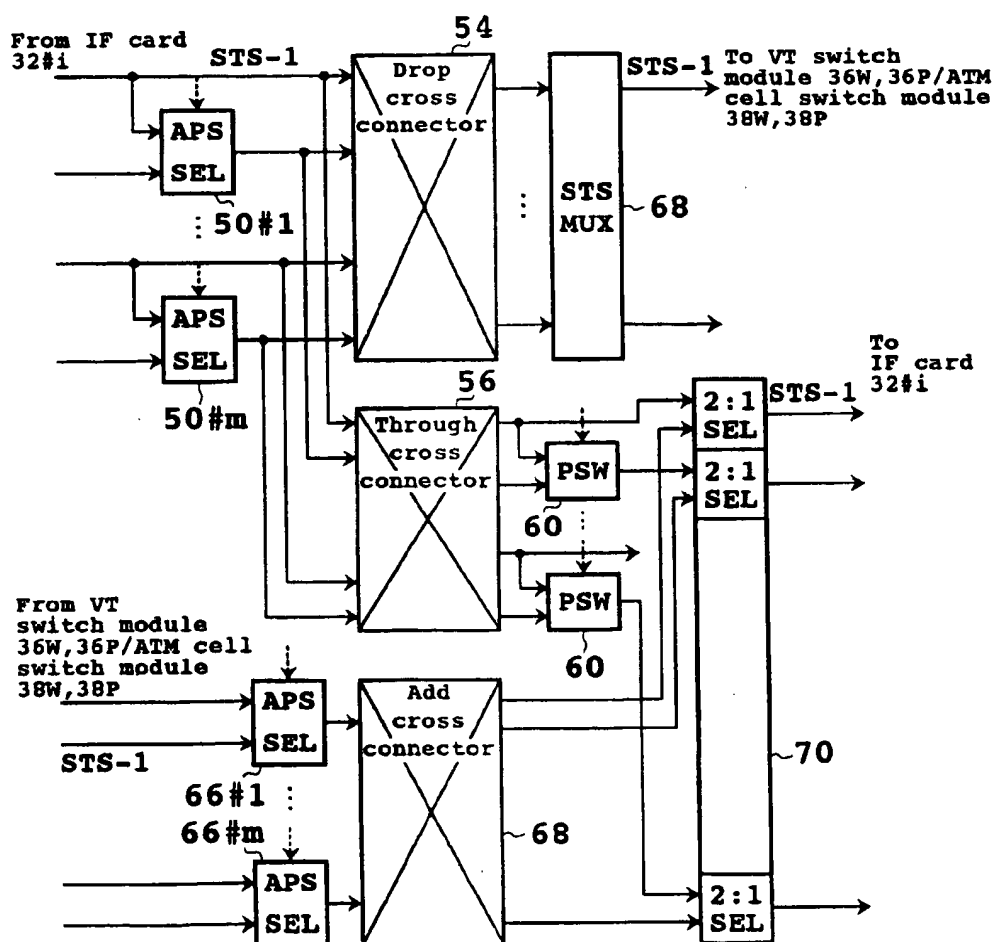 From IF card
32#i
STS-1
54
Drop
cross
connector
STS-1
To VT switch
module 36W,36P/ATM
cell switch module
38W,38P
APS
SEL
50#1
STS
MUX
68
APS
SEL
50#m
To
IF card
32#i
56
Through
cross
connector
2:1
SEL
STS-1
2:1
SEL
PSW
60
PSW
60
From VT
switch module
36W,36P/ATM cell
switch module
38W,38P
APS
SEL
STS-1
66#1
Add
cross
connector
70
66#m
68
APS
SEL
2:1
SEL